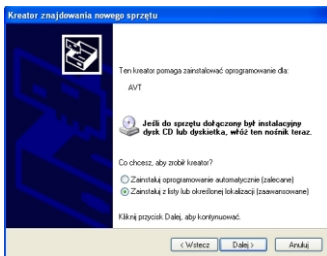 Kreator znajdowania nowego sprzętu
Ten kreator pomaga zainstalować oprogramowanie dla:
AVT
Jeśli do sprzętu dołączony był instalacyjny
dysk CD lub dyskietka, włóż ten nośnik teraz.
Co chcesz, aby zrobił kreator?
Zainstaluj oprogramowanie automatycznie (zalecane)
Zainstaluj z listy lub określonej lokalizacji (zaawansowane)
Kliknij przycisk Dalej, aby kontynuować.
< Wstecz Dalej > Anuluj